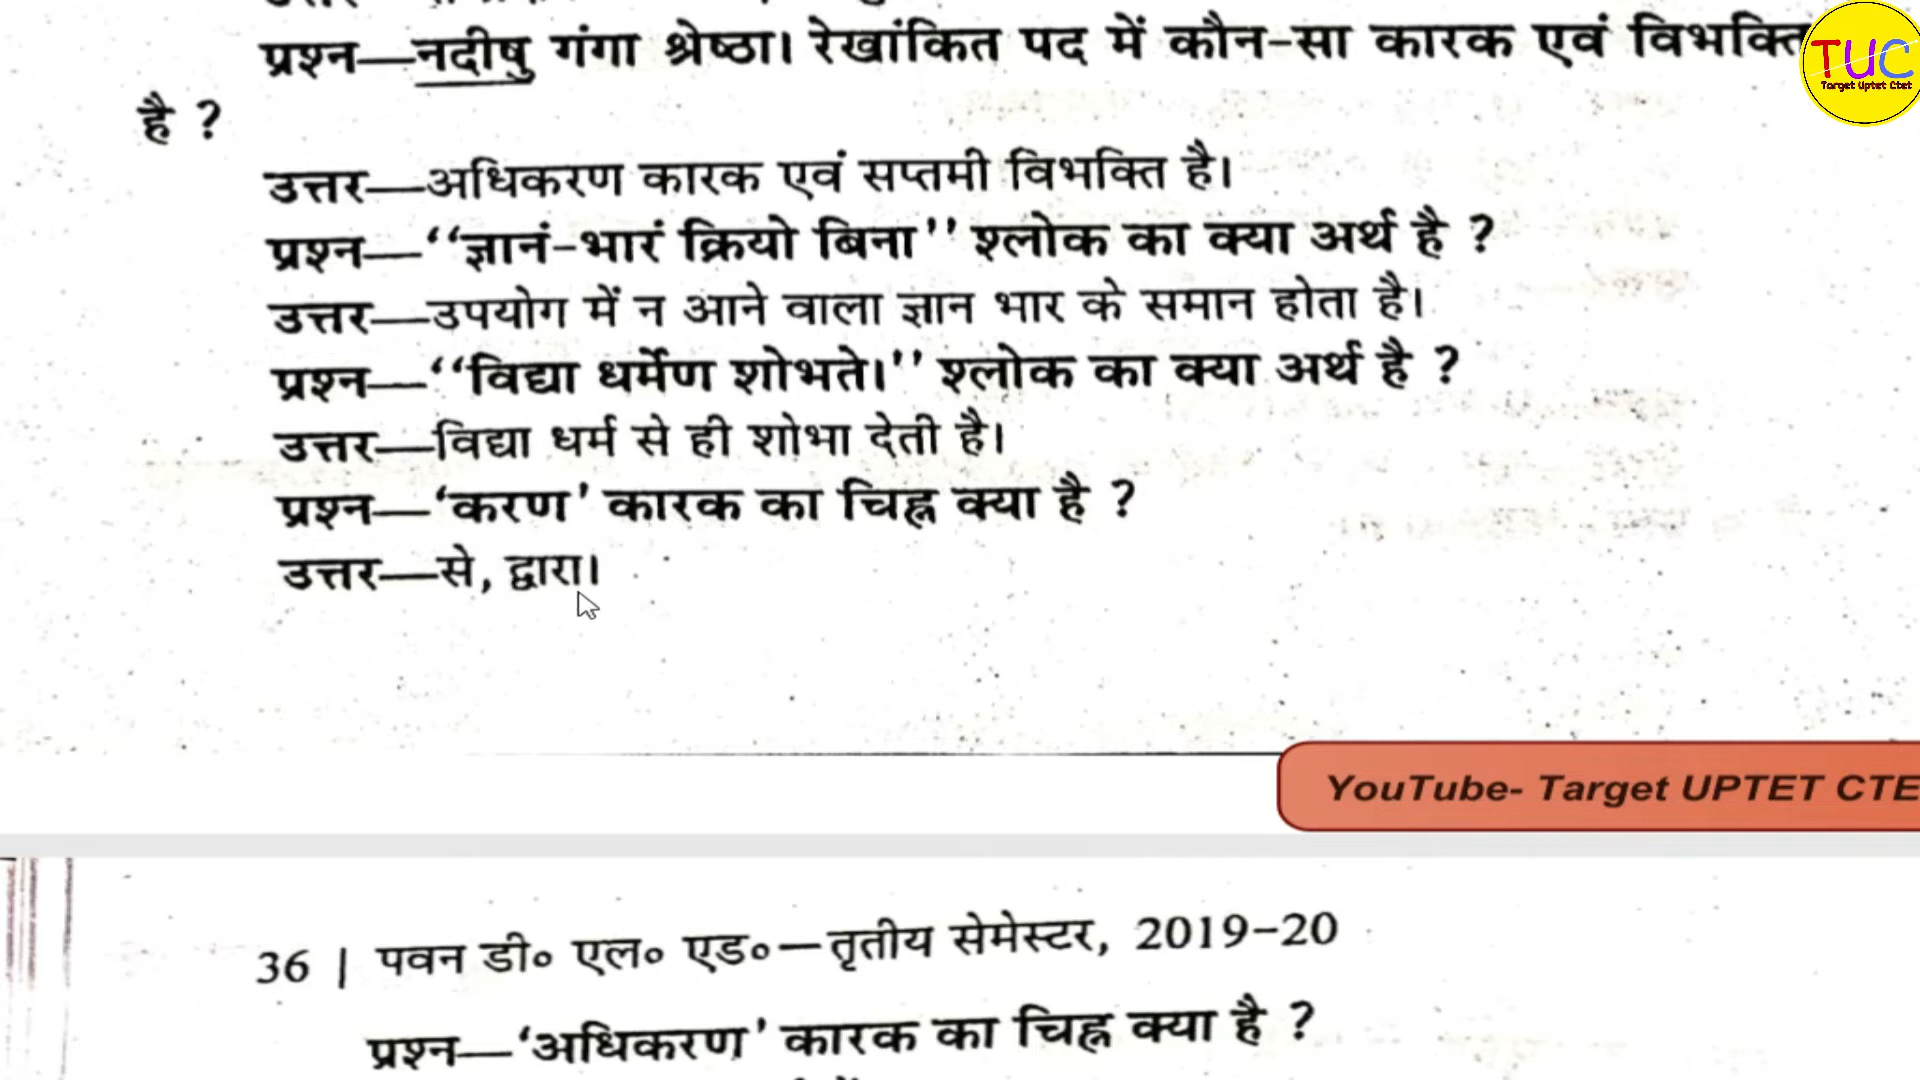 प्रश्न—नदीषु गंगा श्रेष्ठा। रेखांकित पद में कौन-सा कारक एवं विभक्ति
TUC
Target Uptet Ctet
है ?
उत्तर—अधिकरण कारक एवं सप्तमी विभक्ति है।
प्रश्न—‘‘ज्ञानं-भारं क्रियो बिना’’ श्लोक का क्या अर्थ है ?
उत्तर—उपयोग में न आने वाला ज्ञान भार के समान होता है।
प्रश्न—‘‘विद्या धर्मेण शोभते।’’ श्लोक का क्या अर्थ है ?
उत्तर—विद्या धर्म से ही शोभा देती है।
प्रश्न—‘करण’ कारक का चिह्न क्या है ?
उत्तर—से, द्वारा।
YouTube- Target UPTET CTE
36 | पवन डी० एल० एड०—तृतीय सेमेस्टर, 2019-20
प्रश्न—‘अधिकरण’ कारक का चिह्न क्या है ?